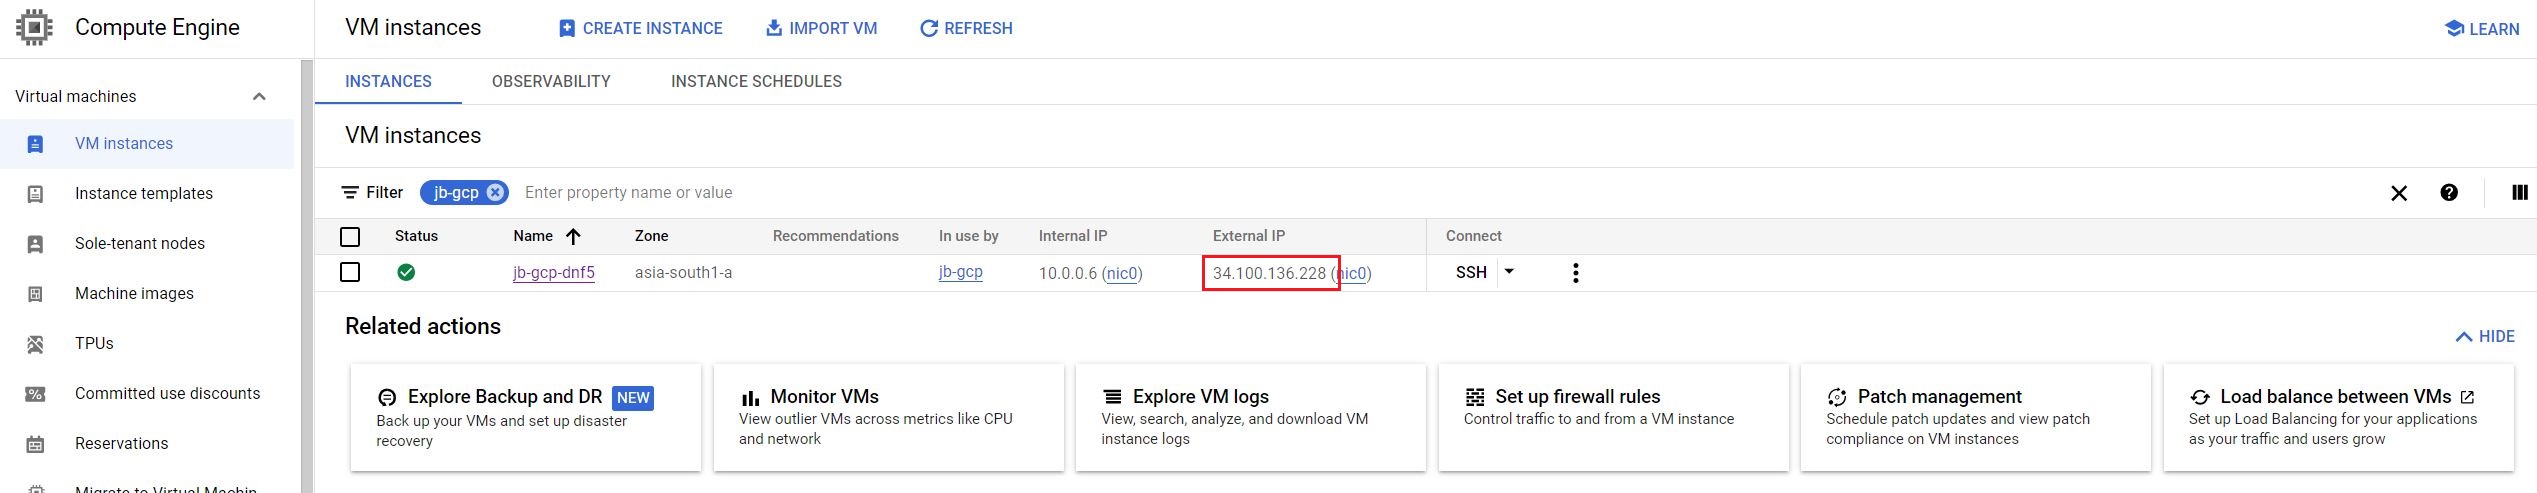 Compute Engine
VM instances
CREATE INSTANCE
IMPORT VM
REFRESH
LEARN
Virtual machines
VM instances
Instance templates
Sole-tenant nodes
Machine images
TPUs
Committed use discounts
Reservations
Migrate to Virtual Machin
INSTANCES
OBSERVABILITY
INSTANCE SCHEDULES
VM instances
Filter
jb-gcp
Enter property name or value
Status
Name
Zone
Recommendations
In use by
Internal IP
External IP
Connect
jb-gcp-dnf5
asia-south1-a
jb-gcp
10.0.0.6 (nic0)
34.100.136.228 (nic0)
SSH
Related actions
HIDE
Explore Backup and DR NEW
Back up your VMs and set up disaster
recovery
Monitor VMs
View outlier VMs across metrics like CPU
and network
Explore VM logs
View, search, analyze, and download VM
instance logs
Set up firewall rules
Control traffic to and from a VM instance
Patch management
Schedule patch updates and view patch
compliance on VM instances
Load balance between VMs
Set up Load Balancing for your applications
as your traffic and users grow